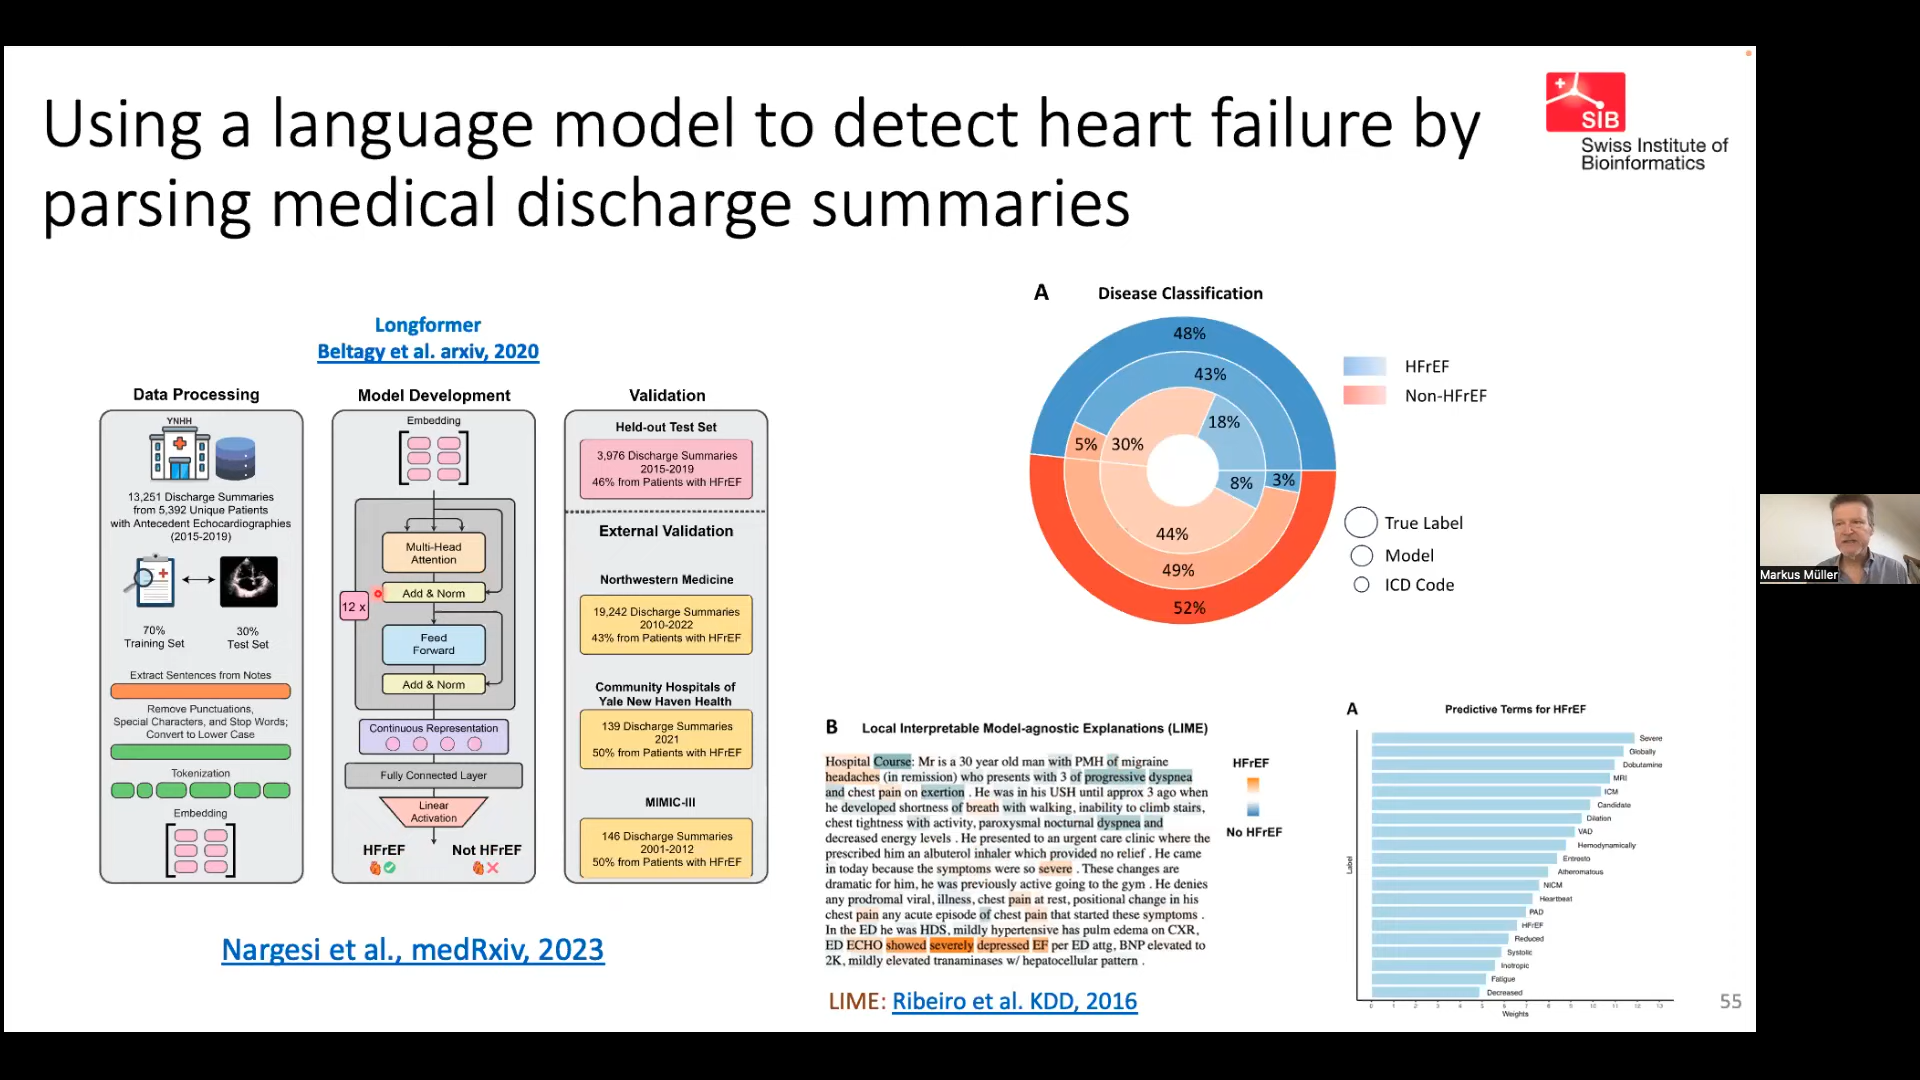 Using a language model to detect heart failure by
parsing medical discharge summaries
SIB
Swiss Institute of
Bioinformatics
Longformer
Beltagy et al. arxiv, 2020
Data Processing
YNHH
13,251 Discharge Summaries
from 5,392 Unique Patients
with Antecedent Echocardiographies
(2015-2019)
70%
Training Set
30%
Test Set
Extract Sentences from Notes
Remove Punctuations,
Special Characters, and Stop Words;
Convert to Lower Case
Tokenization
Embedding
Model Development
Embedding
Multi-Head
Attention
Add & Norm
12 x
Feed
Forward
Add & Norm
Continuous Representation
Fully Connected Layer
Linear
Activation
HFrEF
Not HFrEF
Validation
Held-out Test Set
3,976 Discharge Summaries
2015-2019
46% from Patients with HFrEF
External Validation
Northwestern Medicine
19,242 Discharge Summaries
2010-2022
43% from Patients with HFrEF
Community Hospitals of
Yale New Haven Health
139 Discharge Summaries
2021
50% from Patients with HFrEF
MIMIC-III
146 Discharge Summaries
2001-2012
50% from Patients with HFrEF
Nargesi et al., medRxiv, 2023
A Disease Classification
48%
43%
18%
5% 30%
8% 3%
44%
49%
52%
HFrEF
Non-HFrEF
True Label
Model
ICD Code
B Local Interpretable Model-agnostic Explanations (LIME)
Hospital Course: Mr is a 30 year old man with PMH of migraine
headaches (in remission) who presents with 3 of progressive dyspnea
and chest pain on exertion . He was in his USH until approx 3 ago when
he developed shortness of breath with walking, inability to climb stairs,
chest tightness with activity, paroxysmal nocturnal dyspnea and
decreased energy levels . He presented to an urgent care clinic where the
prescribed him an albuterol inhaler which provided no relief . He came
in today because the symptoms were so severe . These changes are
dramatic for him, he was previously active going to the gym . He denies
any prodromal viral, illness, chest pain at rest, positional change in his
chest pain any acute episode of chest pain that started these symptoms .
In the ED he was HDS, mildly hypertensive has pulm edema on CXR,
ED ECHO showed severely depressed EF per ED attg, BNP elevated to
2K, mildly elevated tranaminases w/ hepatocellular pattern .
HFrEF
No HFrEF
LIME: Ribeiro et al. KDD, 2016
A Predictive Terms for HFrEF
Label
Severe
Globally
Dobutamine
MRI
ICM
Candidate
Dilation
VAD
Hemodynamically
Entresto
Atheromatous
NICM
Heartbeat
PAD
HFrEF
Reduced
Systolic
Inotropic
Fatigue
Decreased
0 1 2 3 4 5 6 7 8 9 10 11 12 13
Weights
55
Markus Müller